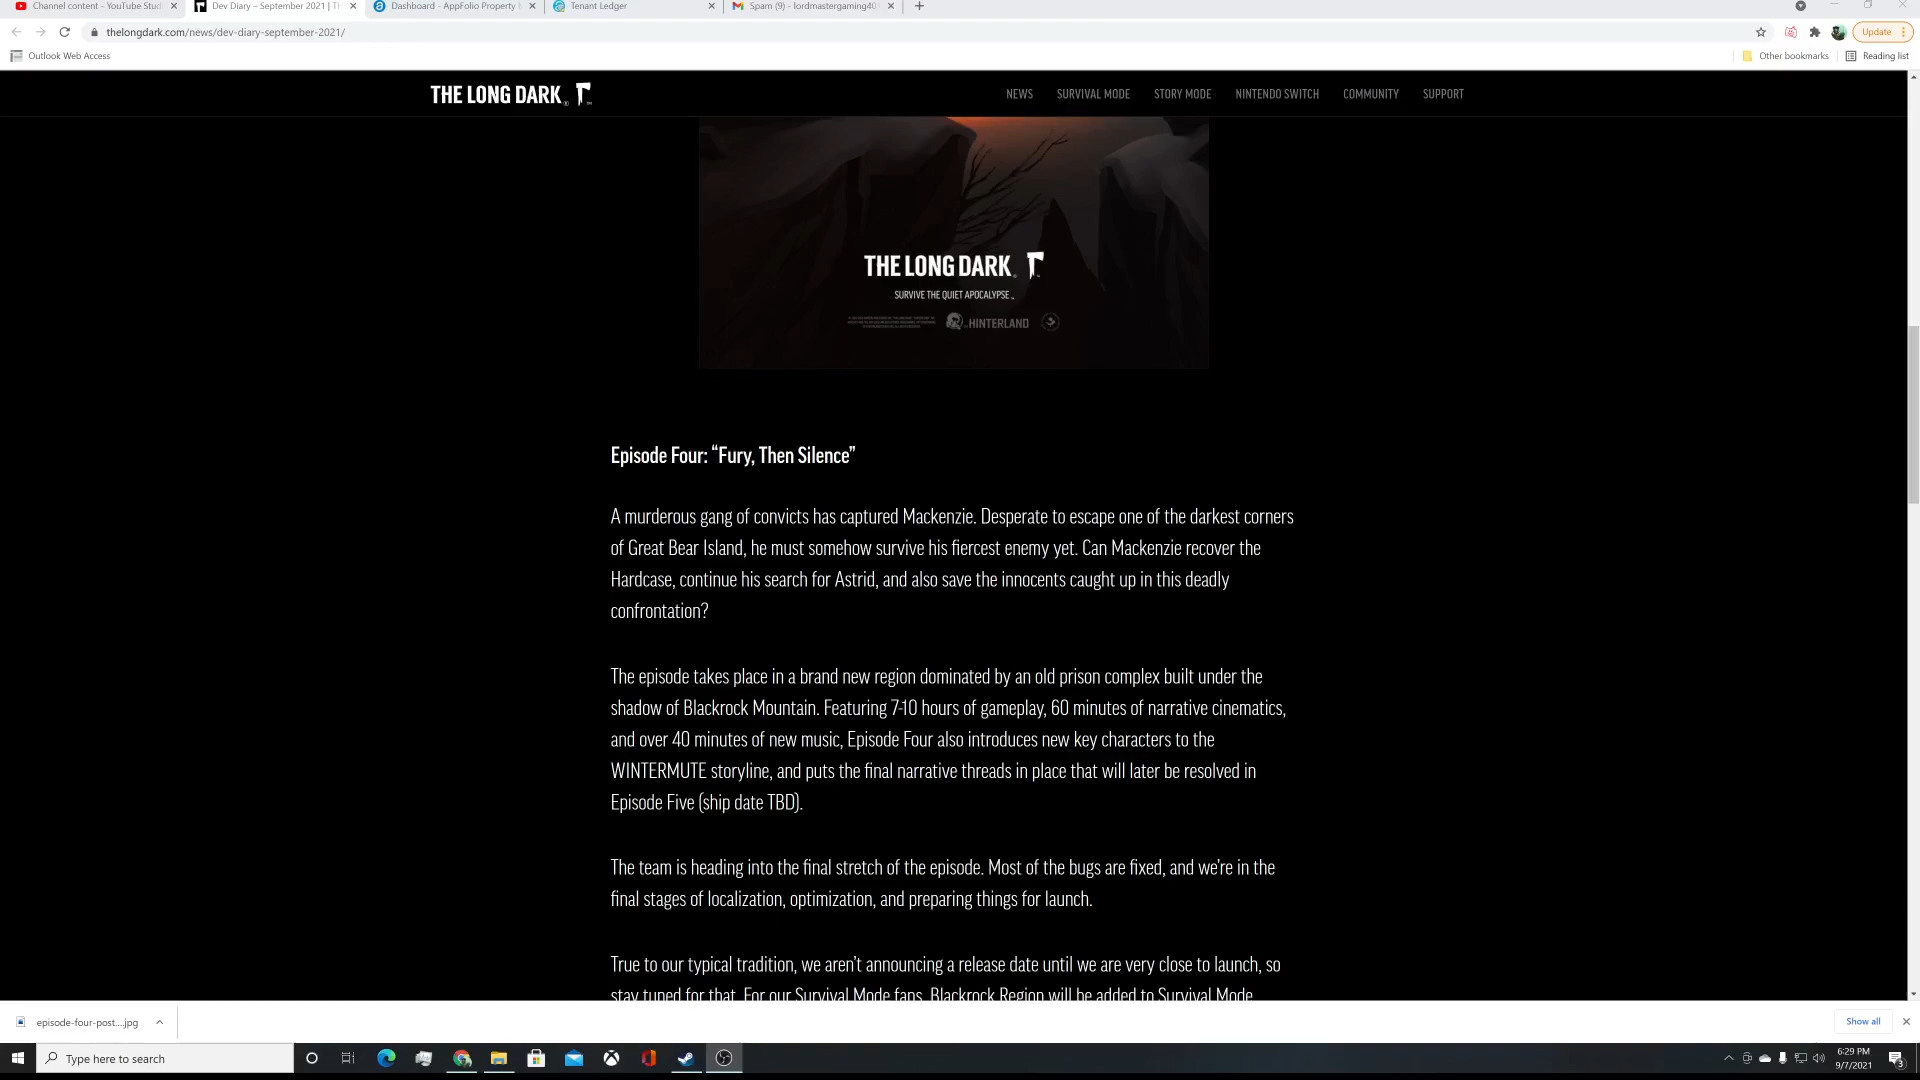 Channel content - YouTube Stud
Dev Diary – September 2021 | TH
Dashboard - AppFolio Property M
Tenant Ledger
Spam (9) - lordmastergaming401
thelongdark.com/news/dev-diary-september-2021/
Update
Outlook Web Access
Other bookmarks
Reading list
THE LONG DARK
NEWS SURVIVAL MODE STORY MODE NINTENDO SWITCH COMMUNITY SUPPORT
THE LONG DARK
SURVIVE THE QUIET APOCALYPSE
HINTERLAND
Episode Four: “Fury, Then Silence”
A murderous gang of convicts has captured Mackenzie. Desperate to escape one of the darkest corners
of Great Bear Island, he must somehow survive his fiercest enemy yet. Can Mackenzie recover the
Hardcase, continue his search for Astrid, and also save the innocents caught up in this deadly
confrontation?
The episode takes place in a brand new region dominated by an old prison complex built under the
shadow of Blackrock Mountain. Featuring 7-10 hours of gameplay, 60 minutes of narrative cinematics,
and over 40 minutes of new music, Episode Four also introduces new key characters to the
WINTERMUTE storyline, and puts the final narrative threads in place that will later be resolved in
Episode Five (ship date TBD).
The team is heading into the final stretch of the episode. Most of the bugs are fixed, and we’re in the
final stages of localization, optimization, and preparing things for launch.
True to our typical tradition, we aren’t announcing a release date until we are very close to launch, so
stay tuned for that. For our Survival Mode fans, Blackrock Region will be added to Survival Mode
episode-four-post....jpg
Show all
Type here to search
6:29 PM
9/7/2021
3